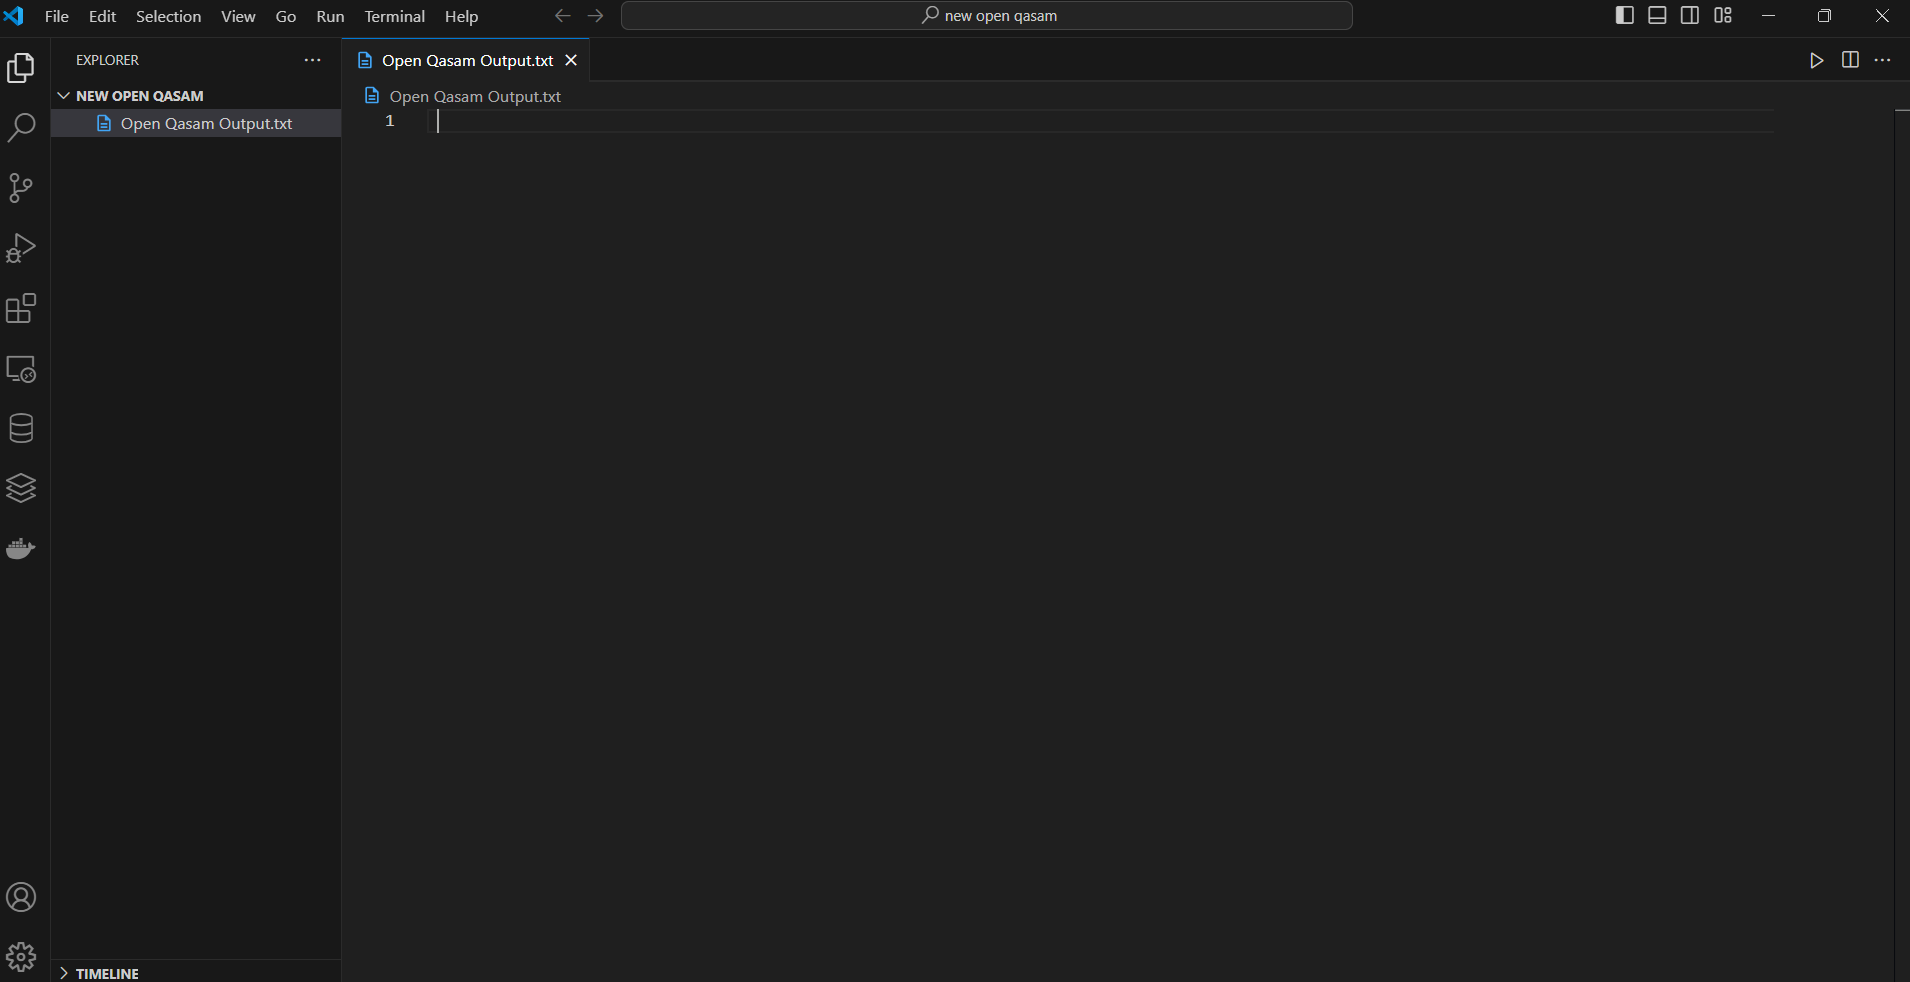 File Edit Selection View Go Run Terminal Help
new open qasam
EXPLORER
NEW OPEN QASAM
Open Qasam Output.txt
TIMELINE
Open Qasam Output.txt
Open Qasam Output.txt
1